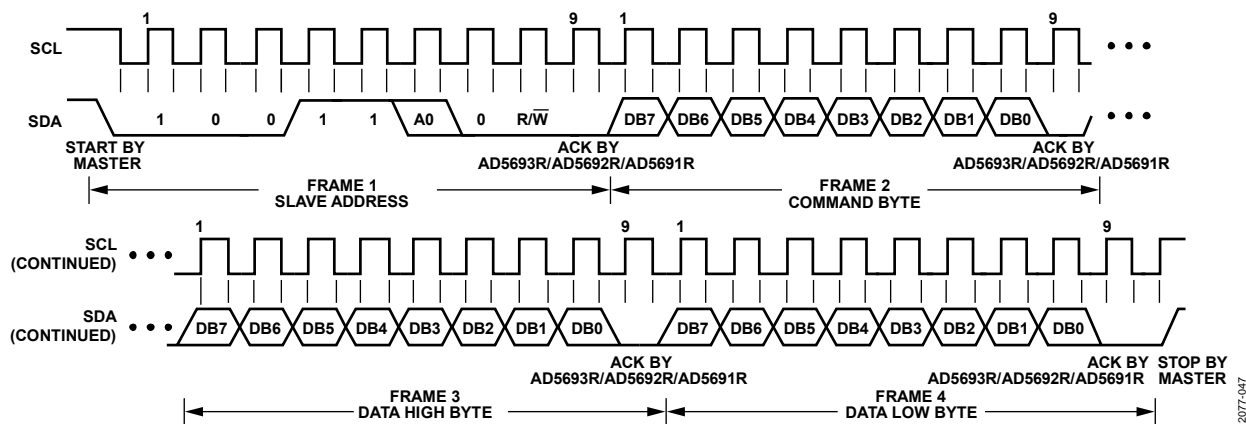 1 9 1 9
SCL
SDA 1 0 0 1 1 A0 0 R/W̅ DB7 DB6 DB5 DB4 DB3 DB2 DB1 DB0
START BY
MASTER
ACK BY
AD5693R/AD5692R/AD5691R
ACK BY
AD5693R/AD5692R/AD5691R
FRAME 1
SLAVE ADDRESS
FRAME 2
COMMAND BYTE
1 9 1 9
SCL
(CONTINUED)
SDA
(CONTINUED)
DB7 DB6 DB5 DB4 DB3 DB2 DB1 DB0 DB7 DB6 DB5 DB4 DB3 DB2 DB1 DB0
ACK BY
AD5693R/AD5692R/AD5691R
ACK BY
AD5693R/AD5692R/AD5691R
STOP BY
MASTER
FRAME 3
DATA HIGH BYTE
FRAME 4
DATA LOW BYTE
2077-047